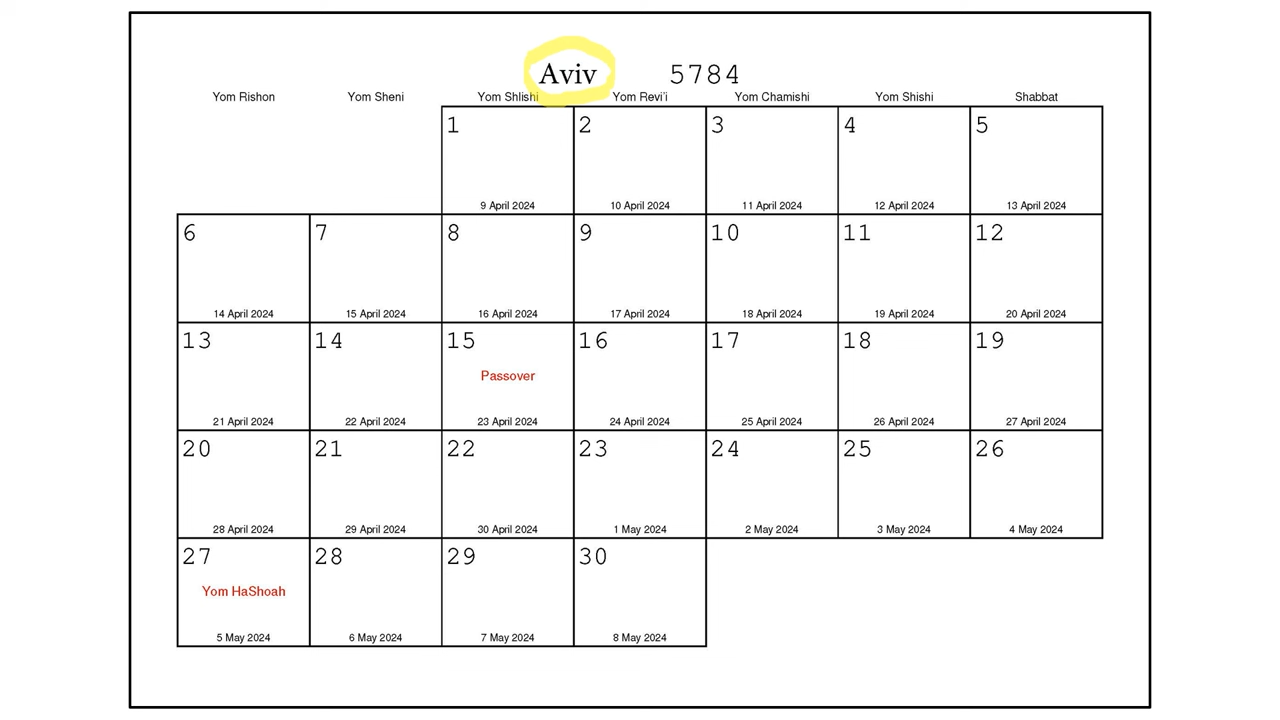 Aviv 5784
Yom Rishon Yom Sheni Yom Shlishi Yom Revi'i Yom Chamishi Yom Shishi Shabbat
1 2 3 4 5
9 April 2024 10 April 2024 11 April 2024 12 April 2024 13 April 2024
6 7 8 9 10 11 12
14 April 2024 15 April 2024 16 April 2024 17 April 2024 18 April 2024 19 April 2024 20 April 2024
13 14 15 16 17 18 19
Passover
21 April 2024 22 April 2024 23 April 2024 24 April 2024 25 April 2024 26 April 2024 27 April 2024
20 21 22 23 24 25 26
28 April 2024 29 April 2024 30 April 2024 1 May 2024 2 May 2024 3 May 2024 4 May 2024
27 28 29 30
Yom HaShoah
5 May 2024 6 May 2024 7 May 2024 8 May 2024